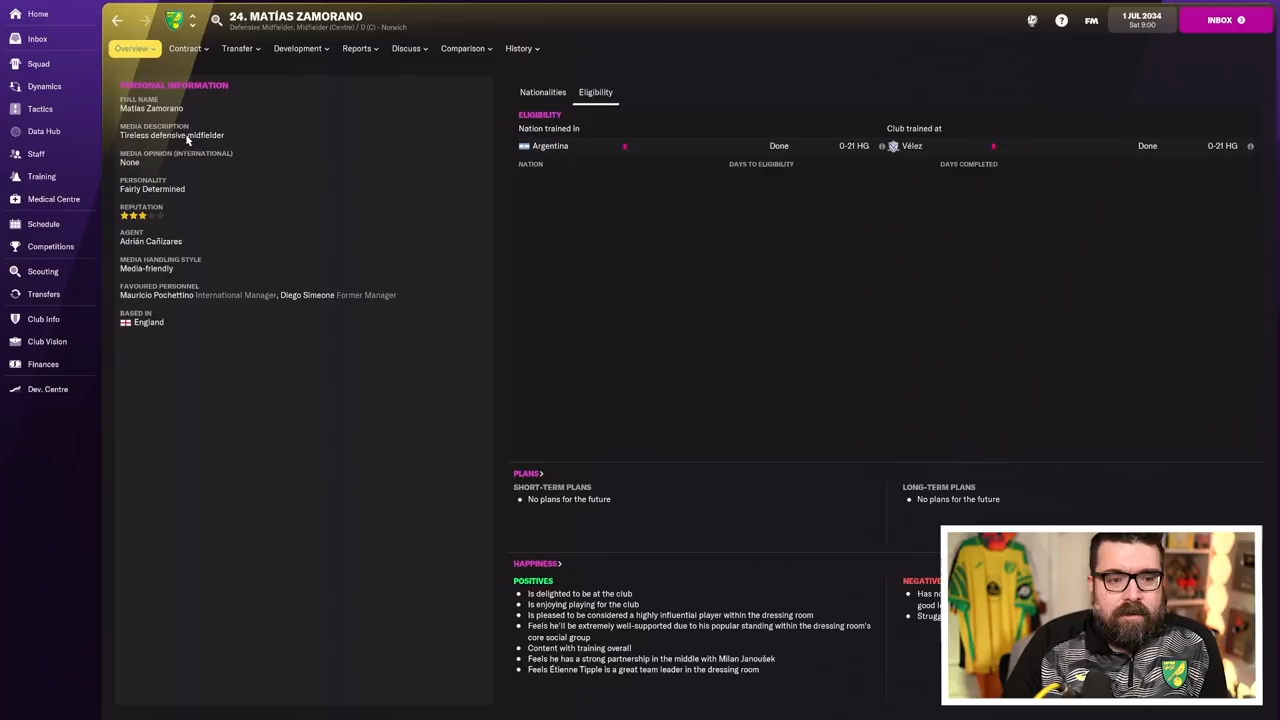 Home
Inbox
Squad
Dynamics
Tactics
Data Hub
Staff
Training
Medical Centre
Schedule
Competitions
Scouting
Transfers
Club Info
Club Vision
Finances
Dev. Centre
24. MATÍAS ZAMORANO
Defensive Midfielder, Midfielder (Centre) / D (C) - Norwich
? FM 1 JUL 2034
Sat 9:00
INBOX
Overview Contract Transfer Development Reports Discuss Comparison History
PERSONAL INFORMATION
FULL NAME
Matías Zamorano
MEDIA DESCRIPTION
Tireless defensive midfielder
MEDIA OPINION (INTERNATIONAL)
None
PERSONALITY
Fairly Determined
REPUTATION
AGENT
Adrián Cañizares
MEDIA HANDLING STYLE
Media-friendly
FAVOURED PERSONNEL
Mauricio Pochettino International Manager, Diego Simeone Former Manager
BASED IN
England
Nationalities Eligibility
ELIGIBILITY
Nation trained in Club trained at
Argentina Done 0-21 HG Vélez Done 0-21 HG
NATION DAYS TO ELIGIBILITY DAYS COMPLETED
PLANS
SHORT-TERM PLANS
• No plans for the future
LONG-TERM PLANS
• No plans for the future
HAPPINESS
POSITIVES
• Is delighted to be at the club
• Is enjoying playing for the club
• Is pleased to be considered a highly influential player within the dressing room
• Feels he'll be extremely well-supported due to his popular standing within the dressing room's
core social group
• Content with training overall
• Feels he has a strong partnership in the middle with Milan Janoušek
• Feels Étienne Tipple is a great team leader in the dressing room
NEGATIVE
• Has
good